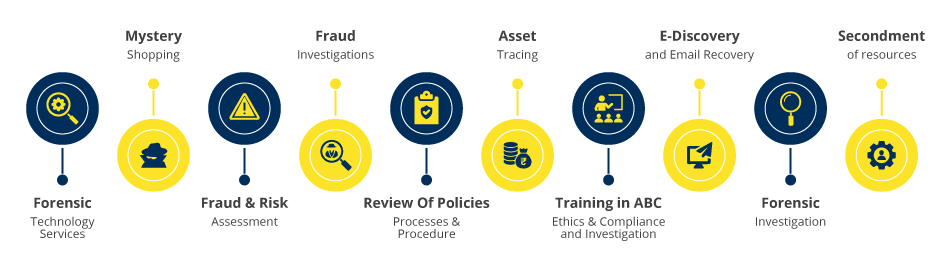 Mystery
Shopping
Fraud
Investigations
Asset
Tracing
E-Discovery
and Email Recovery
Secondment
of resources
Forensic
Technology
Services
Fraud & Risk
Assessment
Review Of Policies
Processes &
Procedure
Training in ABC
Ethics & Compliance
and Investigation
Forensic
Investigation